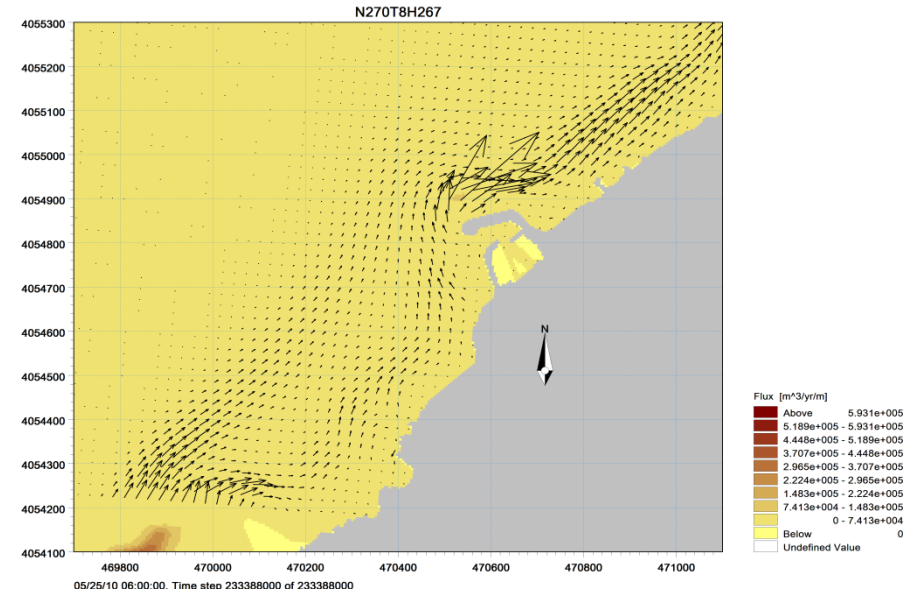 N270T8H267
4055300
4055200
4055100
4055000
4054900
4054800
4054700
4054600
4054500
4054400
4054300
4054200
4054100
N
469800 470000 470200 470400 470600 470800 471000
05/25/10 06:00:00, Time step 233388000 of 233388000
Flux [m^3/yr/m]
Above 5.931e+005
5.189e+005 - 5.931e+005
4.448e+005 - 5.189e+005
3.707e+005 - 4.448e+005
2.965e+005 - 3.707e+005
2.224e+005 - 2.965e+005
1.483e+005 - 2.224e+005
7.413e+004 - 1.483e+005
0 - 7.413e+004
Below 0
Undefined Value